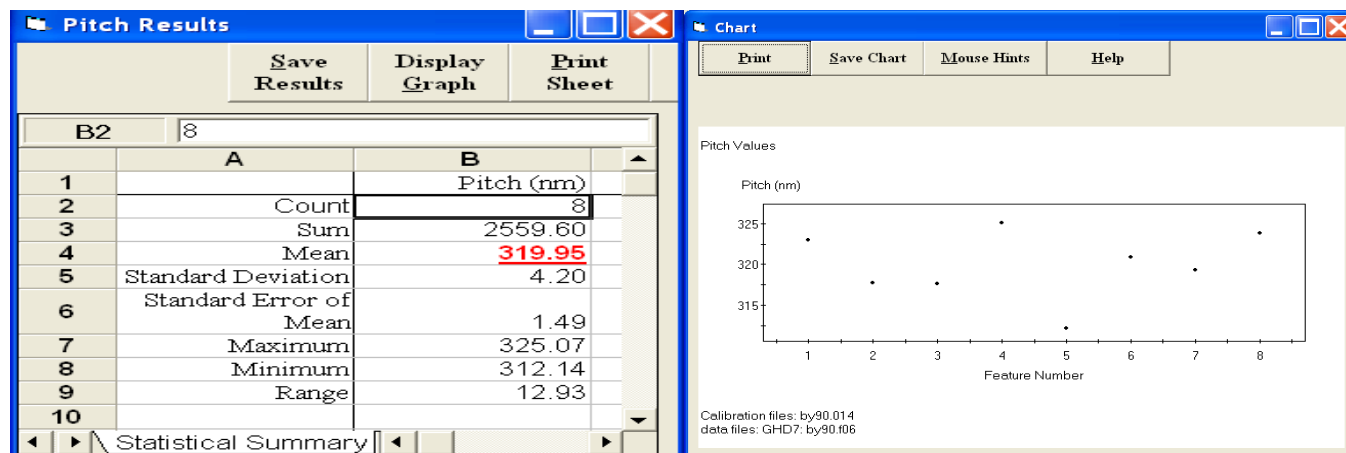 Pitch Results
Save Results
Display Graph
Print Sheet
B2 8
A B
1 Pitch (nm)
2 Count 8
3 Sum 2559.60
4 Mean 319.95
5 Standard Deviation 4.20
6 Standard Error of Mean 1.49
7 Maximum 325.07
8 Minimum 312.14
9 Range 12.93
10
Statistical Summary
Chart
Print Save Chart Mouse Hints Help
Pitch Values
Pitch (nm)
325
320
315
1 2 3 4 5 6 7 8
Feature Number
Calibration files: by90.014
data files: GHD7: by90.f06